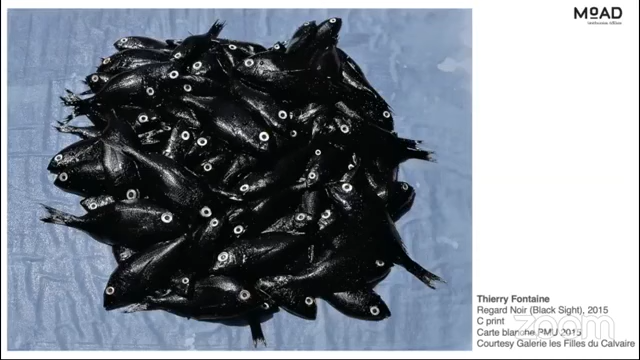 MoAD
Thierry Fontaine
Regard Noir (Black Sight), 2015
C print
Carte blanche PMU 2015
Courtesy Galerie les Filles du Calvaire
zoom